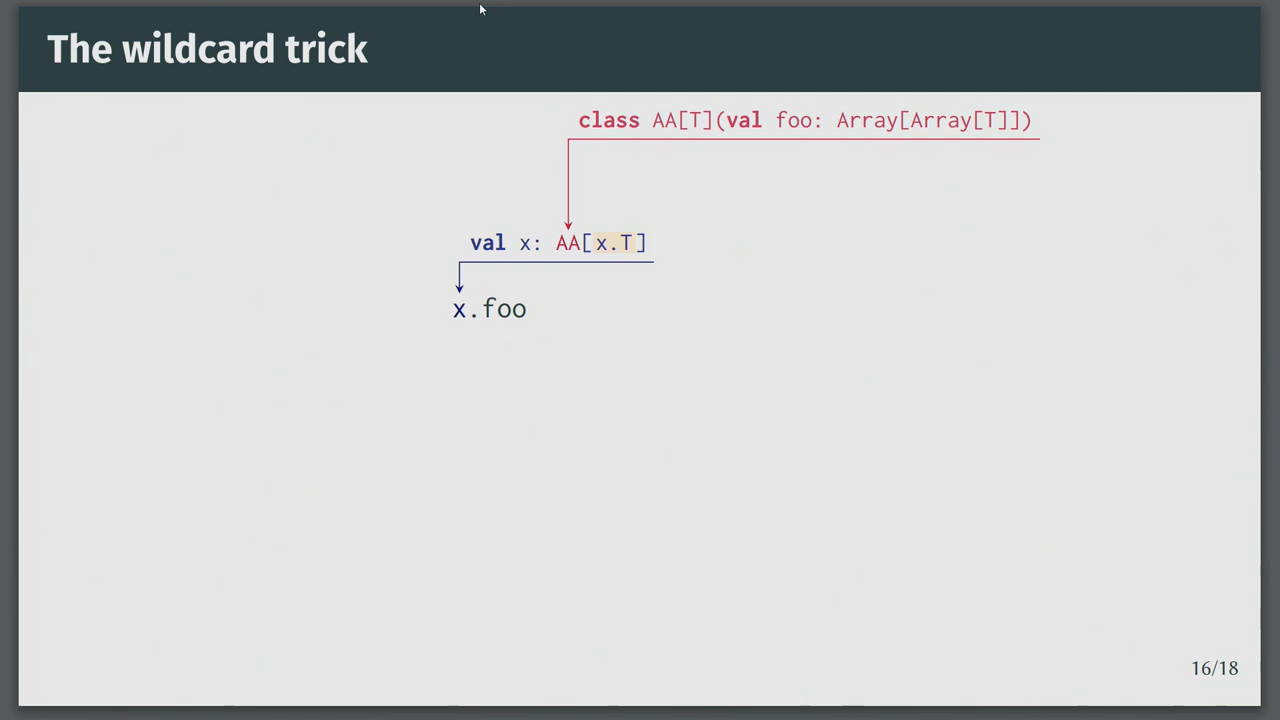 The wildcard trick
class AA[T](val foo: Array[Array[T]])
val x: AA[x.T]
x.foo
16/18